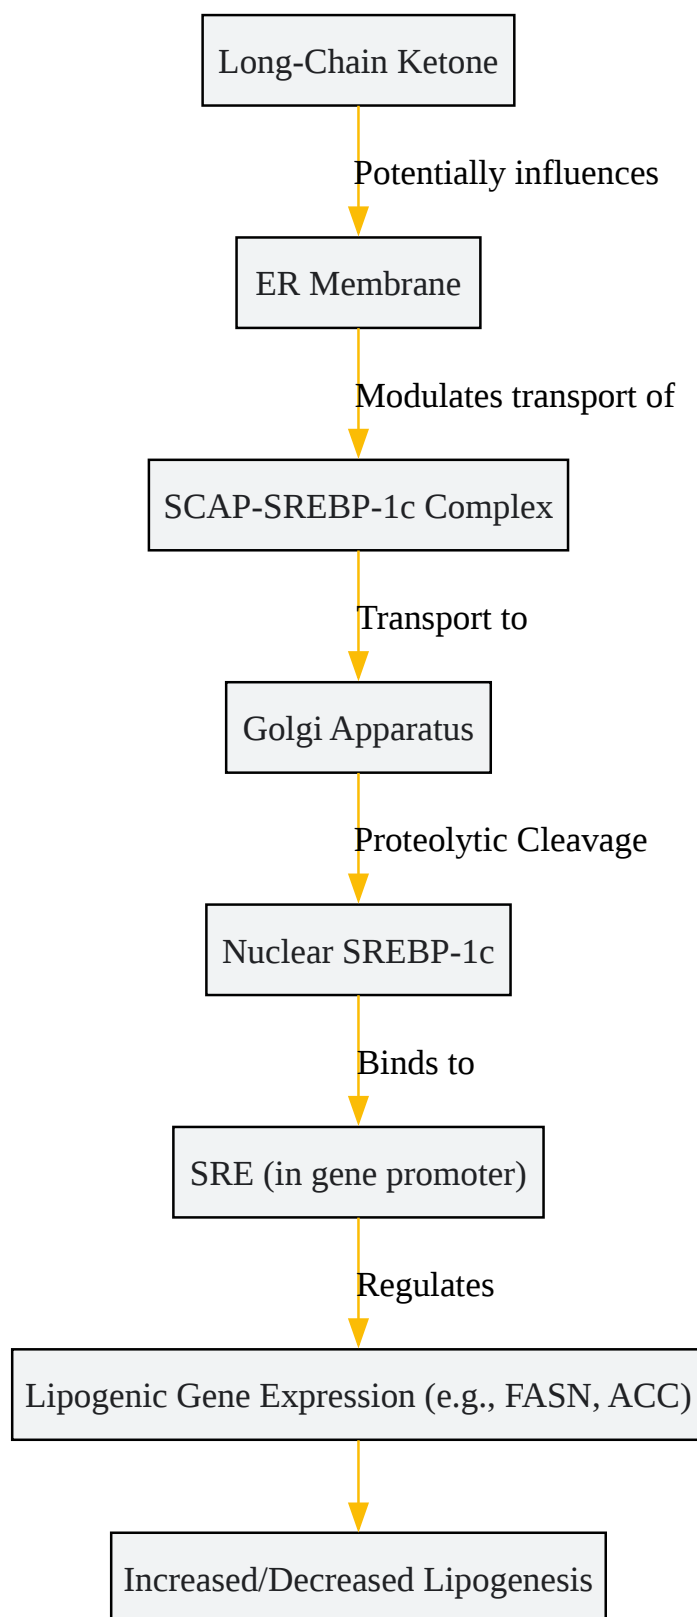 Long-Chain Ketone
Potentially influences
ER Membrane
Modulates transport of
SCAP-SREBP-1c Complex
Transport to
Golgi Apparatus
Proteolytic Cleavage
Nuclear SREBP-1c
Binds to
SRE (in gene promoter)
Regulates
Lipogenic Gene Expression (e.g., FASN, ACC)
Increased/Decreased Lipogenesis